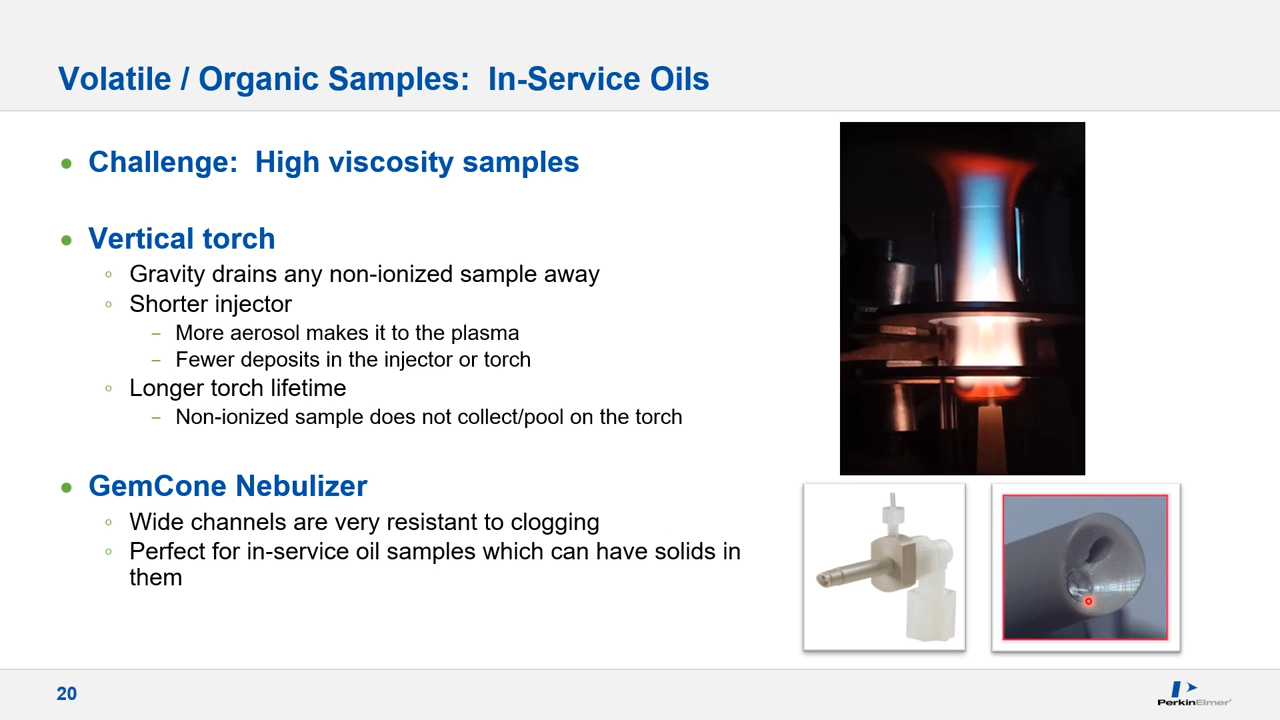 Volatile / Organic Samples:  In-Service Oils
• Challenge:  High viscosity samples
• Vertical torch
◦ Gravity drains any non-ionized sample away
◦ Shorter injector
– More aerosol makes it to the plasma
– Fewer deposits in the injector or torch
◦ Longer torch lifetime
– Non-ionized sample does not collect/pool on the torch
• GemCone Nebulizer
◦ Wide channels are very resistant to clogging
◦ Perfect for in-service oil samples which can have solids in
them
20
PerkinElmer